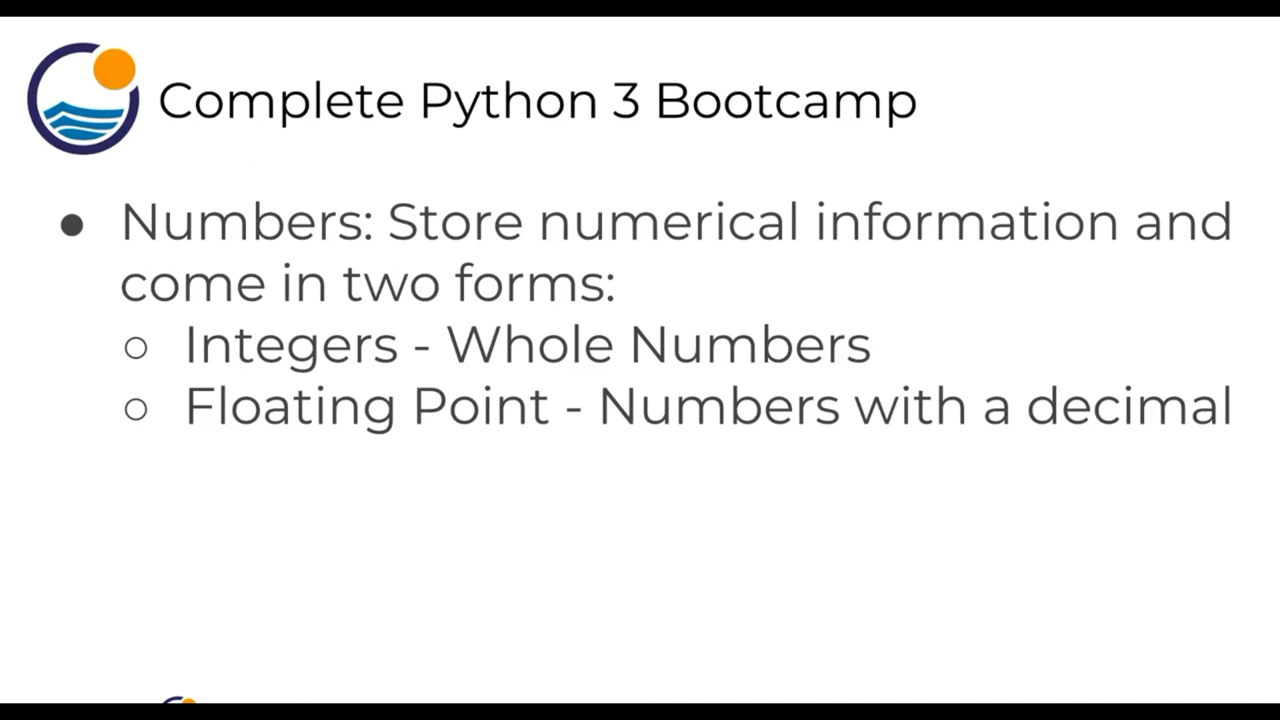 Complete Python 3 Bootcamp
● Numbers: Store numerical information and
come in two forms:
○ Integers - Whole Numbers
○ Floating Point - Numbers with a decimal